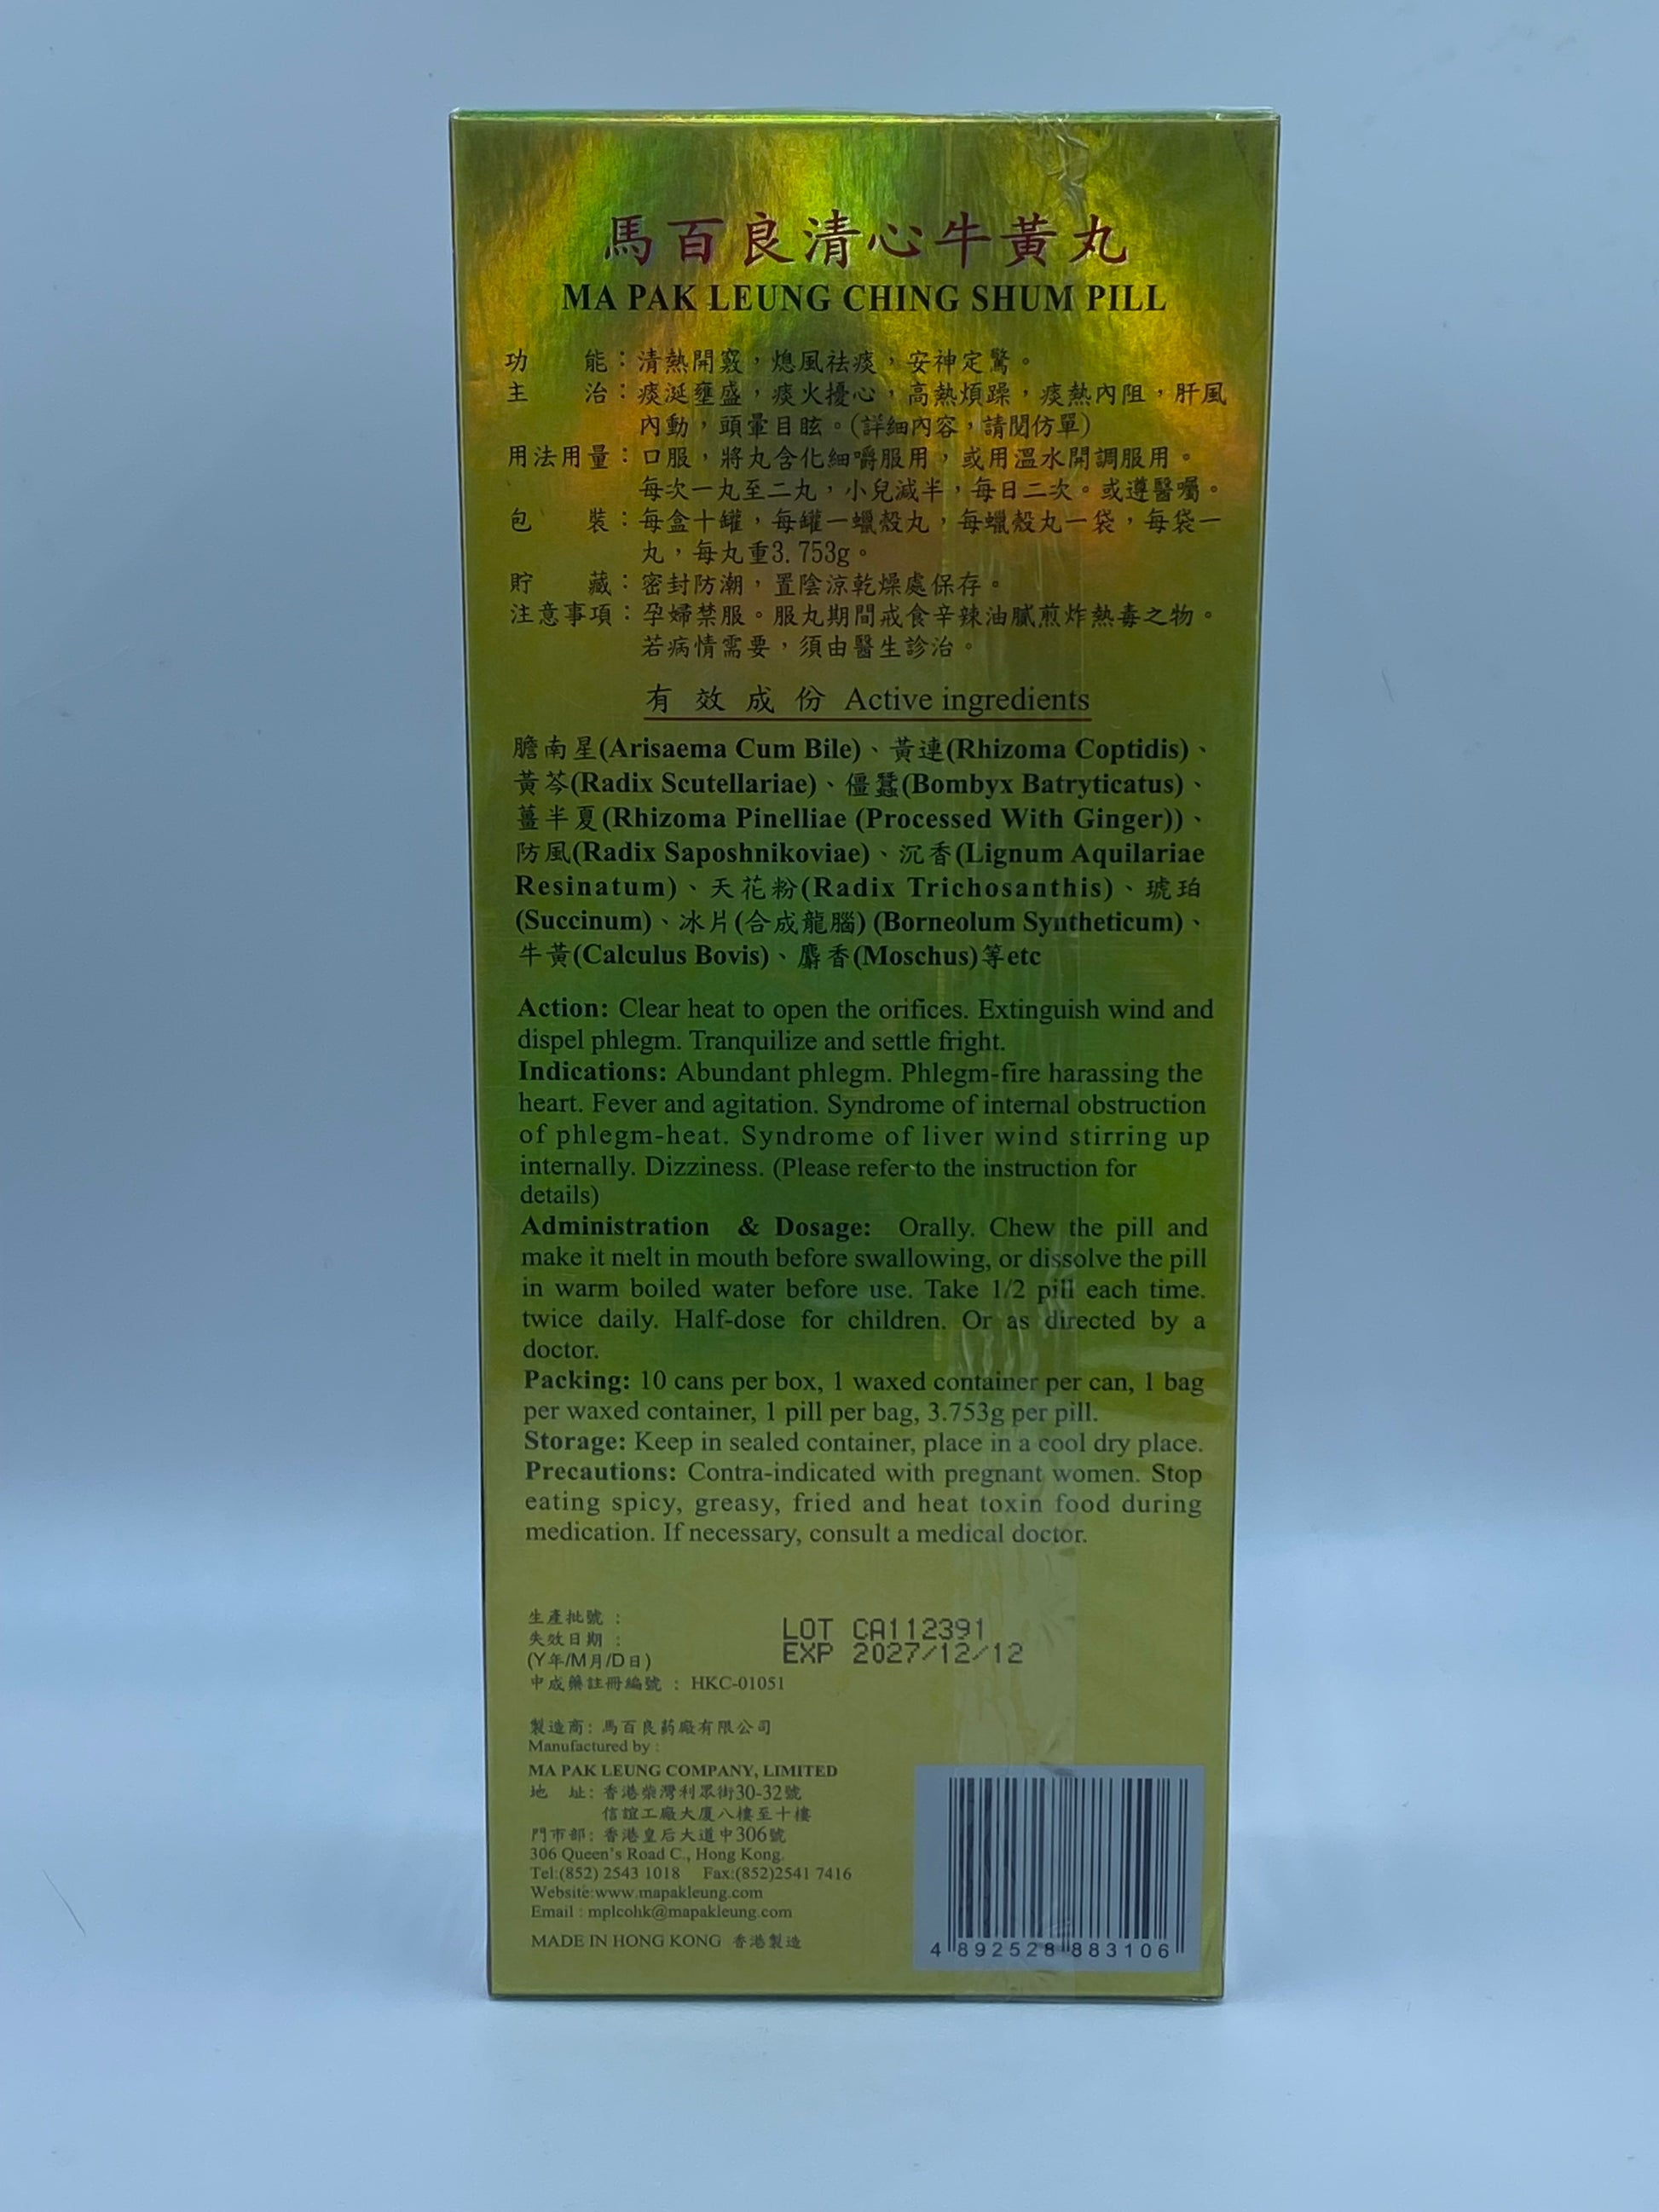 馬百良清心牛黃丸
MA PAK LEUNG CHING SHUM PILL
功 能：清熱開竅，熄風祛痰，安神定驚。
主 治：痰涎壅盛，痰火擾心，高熱煩躁，痰熱內阻，肝風
內動，頭暈目眩。(詳細內容，請閱仿單)
用法用量：口服，將丸含化細嚼服用，或用溫水開調服用。
每次一丸至二丸，小兒減半，每日二次。或遵醫囑。
包 裝：每盒十罐，每罐一蠟殼丸，每蠟殼丸一袋，每袋一
丸，每丸重3.753g。
貯 藏：密封防潮，置陰涼乾燥處保存。
注意事項：孕婦禁服。服丸期間戒食辛辣油膩煎炸熱毒之物。
若病情需要，須由醫生診治。
有效成份 Active ingredients
膽南星(Arisaema Cum Bile)、黃連(Rhizoma Coptidis)、
黃芩(Radix Scutellariae)、僵蠶(Bombyx Batryticatus)、
薑半夏(Rhizoma Pinelliae (Processed With Ginger))、
防風(Radix Saposhnikoviae)、沉香(Lignum Aquilariae
Resinatum)、天花粉(Radix Trichosanthis)、琥珀
(Succinum)、冰片(合成龍腦) (Borneolum Syntheticum)、
牛黃(Calculus Bovis)、麝香(Moschus)等etc
Action: Clear heat to open the orifices. Extinguish wind and
dispel phlegm. Tranquilize and settle fright.
Indications: Abundant phlegm. Phlegm-fire harassing the
heart. Fever and agitation. Syndrome of internal obstruction
of phlegm-heat. Syndrome of liver wind stirring up
internally. Dizziness. (Please refer to the instruction for
details)
Administration & Dosage: Orally. Chew the pill and
make it melt in mouth before swallowing, or dissolve the pill
in warm boiled water before use. Take 1/2 pill each time.
twice daily. Half-dose for children. Or as directed by a
doctor.
Packing: 10 cans per box, 1 waxed container per can, 1 bag
per waxed container, 1 pill per bag, 3.753g per pill.
Storage: Keep in sealed container, place in a cool dry place.
Precautions: Contra-indicated with pregnant women. Stop
eating spicy, greasy, fried and heat toxin food during
medication. If necessary, consult a medical doctor.
生產批號： LOT CA112391
失效日期： EXP 2027/12/12
(Y年/M月/D日)
中成藥註冊編號：HKC-01051
製造商：馬百良药廠有限公司
Manufactured by :
MA PAK LEUNG COMPANY, LIMITED
地 址：香港柴灣利眾街30-32號
信誼工廠大厦八樓至十樓
門市部：香港皇后大道中306號
306 Queen's Road C., Hong Kong.
Tel:(852) 2543 1018 Fax:(852)2541 7416
Website:www.mapakleung.com
Email : mplcohk@mapakleung.com
MADE IN HONG KONG 香港製造
4 892528 883106